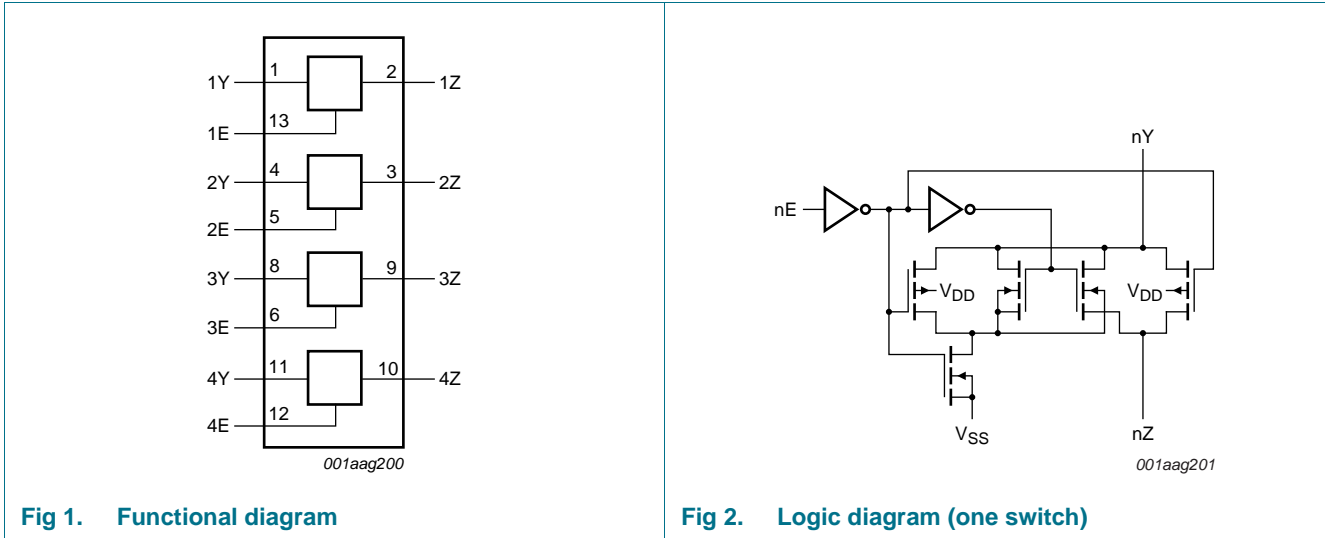 1Y 1 2 1Z
1E 13
2Y 4 3 2Z
2E 5
3Y 8 9 3Z
3E 6
4Y 11 10 4Z
4E 12
001aag200
Fig 1. Functional diagram
nY
nE
VDD VDD
VSS nZ
001aag201
Fig 2. Logic diagram (one switch)